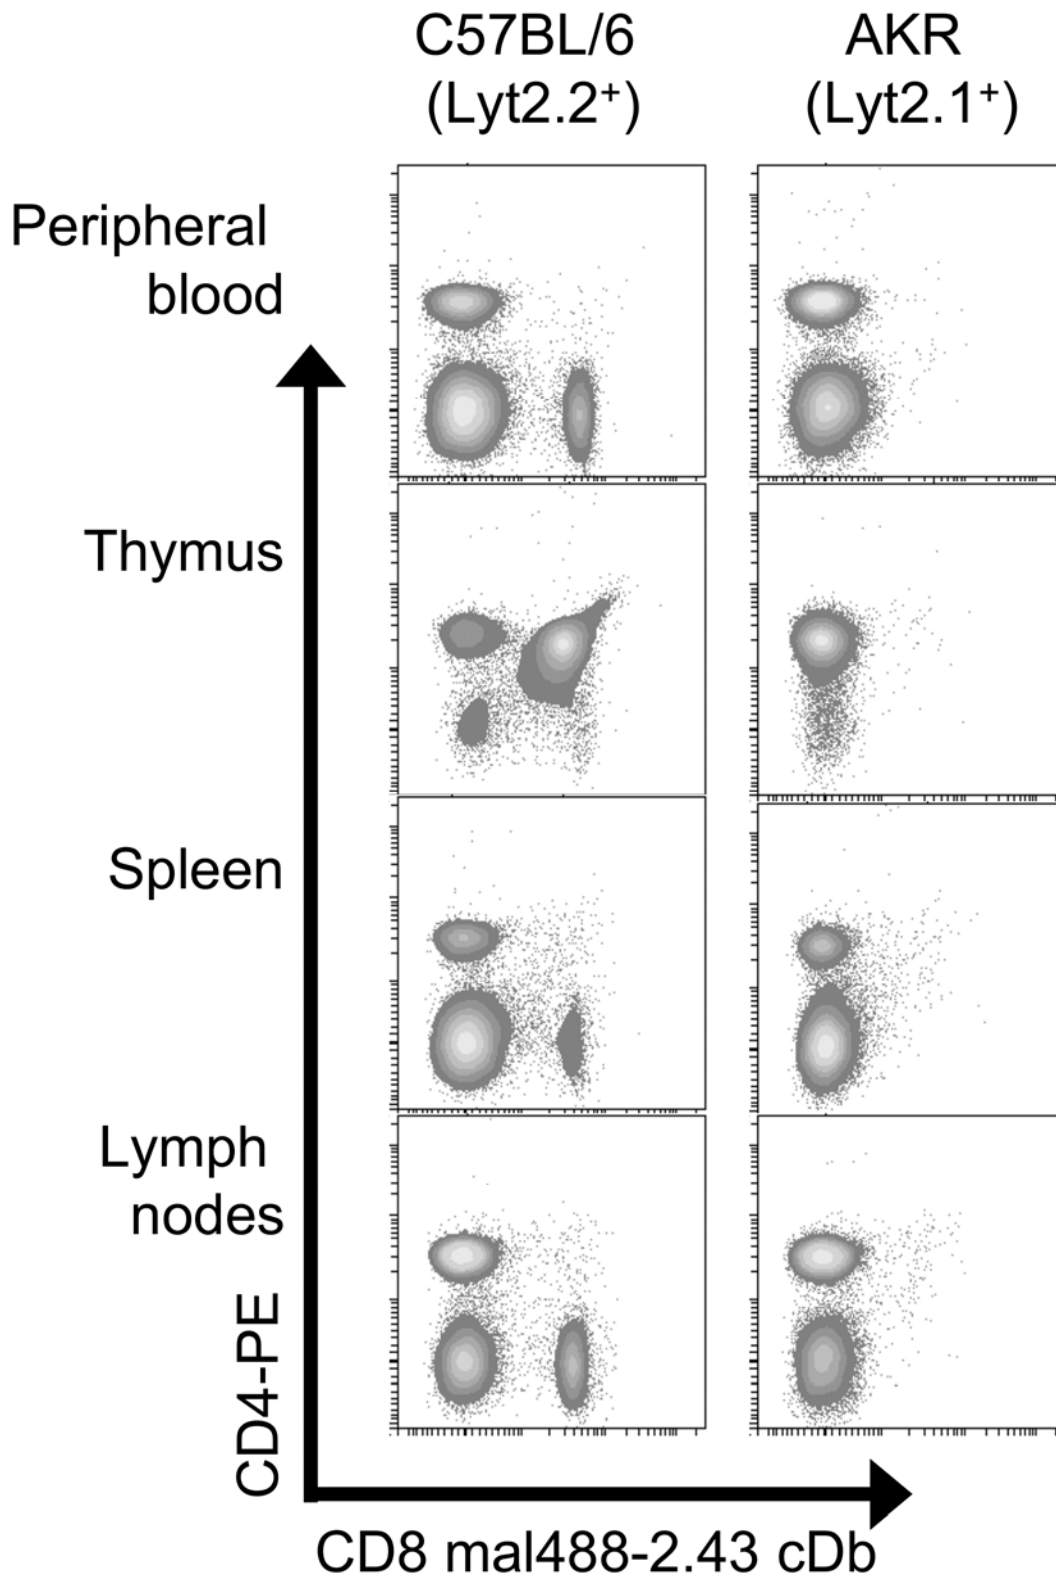 C57BL/6
(Lyt2.2⁺)
AKR
(Lyt2.1⁺)
Peripheral
blood
Thymus
Spleen
Lymph
nodes
CD4-PE
CD8 mal488-2.43 cDb